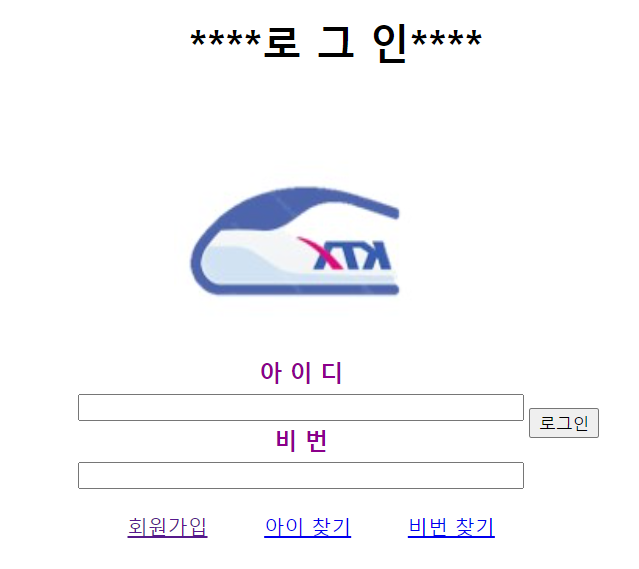 ****로 그 인****
KTX
아 이 디
로그인
비 번
회원가입 아이 찾기 비번 찾기